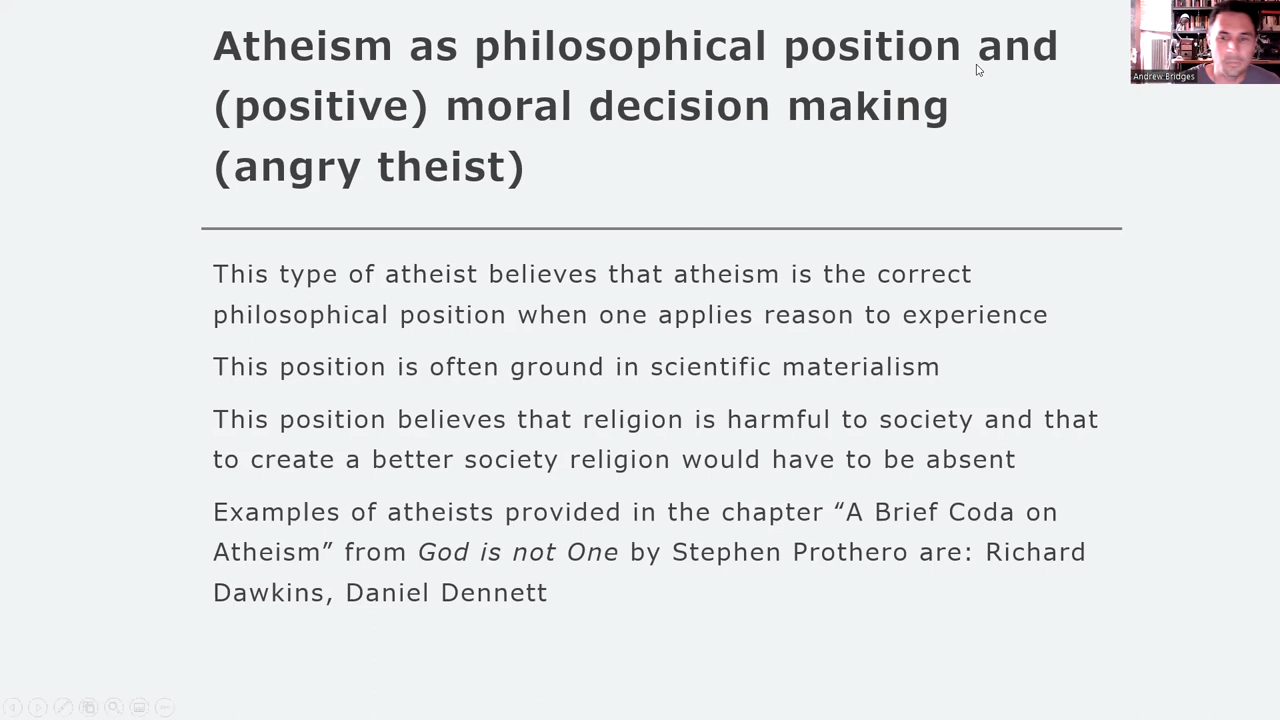 Atheism as philosophical position and
(positive) moral decision making
(angry theist)
Andrew Bridges
This type of atheist believes that atheism is the correct
philosophical position when one applies reason to experience
This position is often ground in scientific materialism
This position believes that religion is harmful to society and that
to create a better society religion would have to be absent
Examples of atheists provided in the chapter “A Brief Coda on
Atheism” from God is not One by Stephen Prothero are: Richard
Dawkins, Daniel Dennett